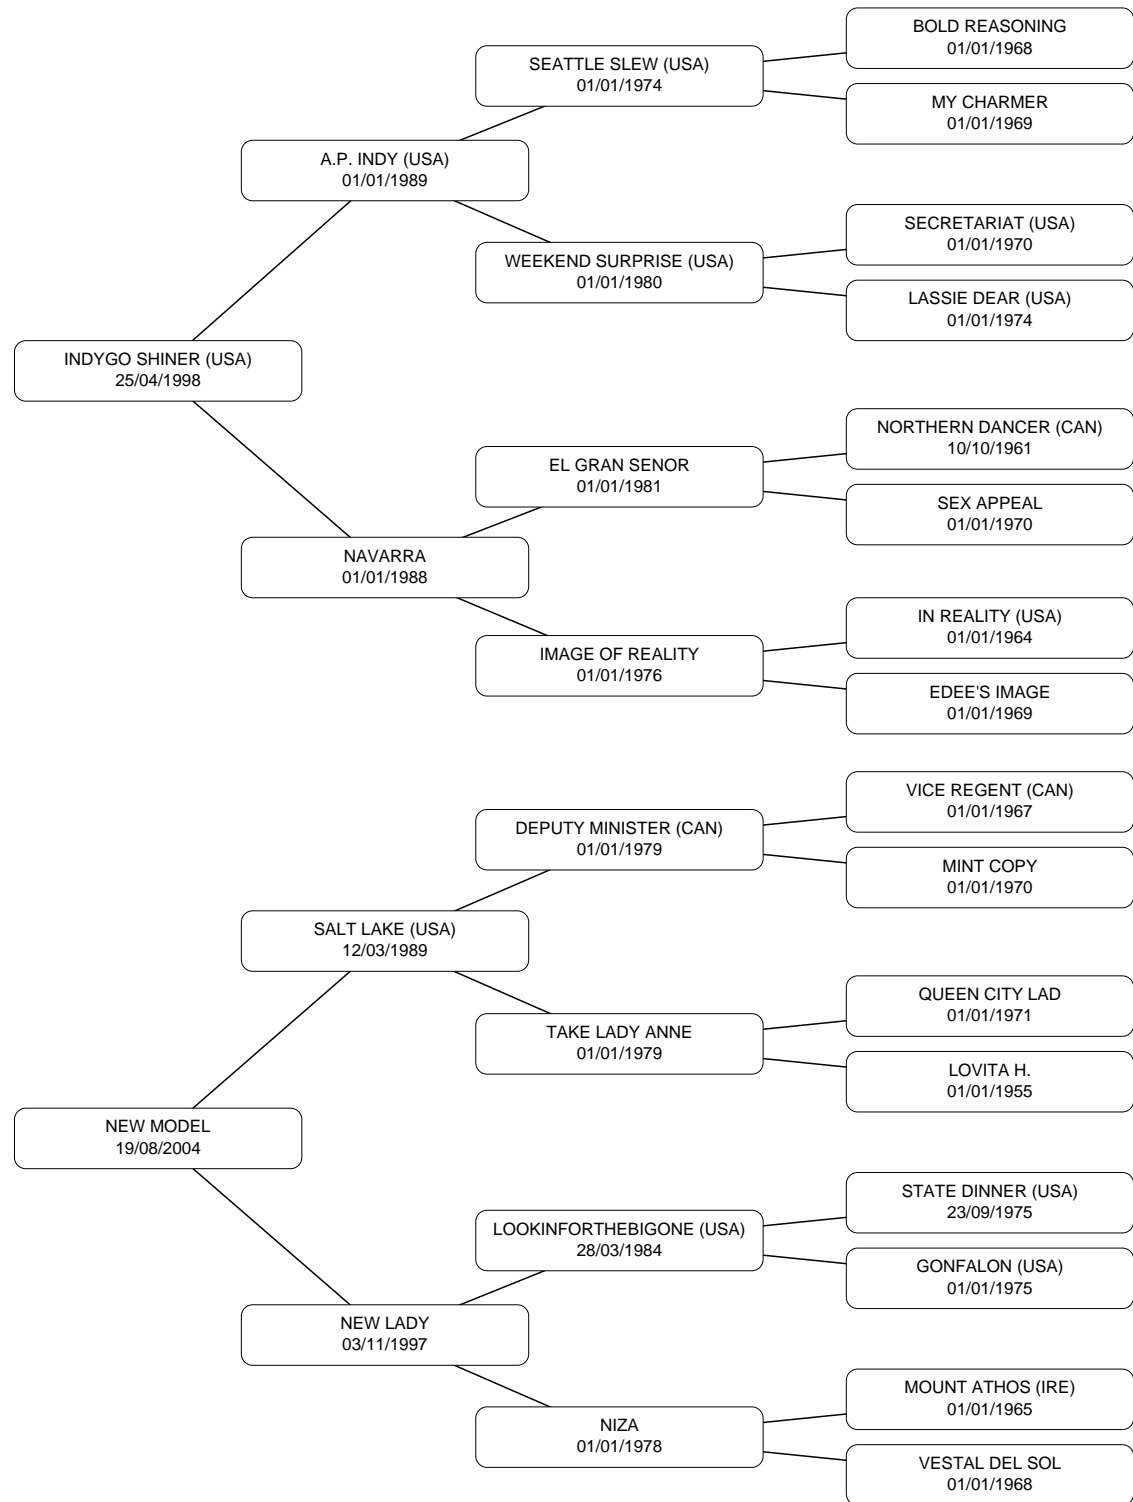 BOLD REASONING
01/01/1968
SEATTLE SLEW (USA)
01/01/1974
MY CHARMER
01/01/1969
A.P. INDY (USA)
01/01/1989
SECRETARIAT (USA)
01/01/1970
WEEKEND SURPRISE (USA)
01/01/1980
LASSIE DEAR (USA)
01/01/1974
INDYGO SHINER (USA)
25/04/1998
NORTHERN DANCER (CAN)
10/10/1961
EL GRAN SENOR
01/01/1981
SEX APPEAL
01/01/1970
NAVARRA
01/01/1988
IN REALITY (USA)
01/01/1964
IMAGE OF REALITY
01/01/1976
EDEE'S IMAGE
01/01/1969
VICE REGENT (CAN)
01/01/1967
DEPUTY MINISTER (CAN)
01/01/1979
MINT COPY
01/01/1970
SALT LAKE (USA)
12/03/1989
QUEEN CITY LAD
01/01/1971
TAKE LADY ANNE
01/01/1979
LOVITA H.
01/01/1955
NEW MODEL
19/08/2004
STATE DINNER (USA)
23/09/1975
LOOKINFORTHEBIGONE (USA)
28/03/1984
GONFALON (USA)
01/01/1975
NEW LADY
03/11/1997
MOUNT ATHOS (IRE)
01/01/1965
NIZA
01/01/1978
VESTAL DEL SOL
01/01/1968